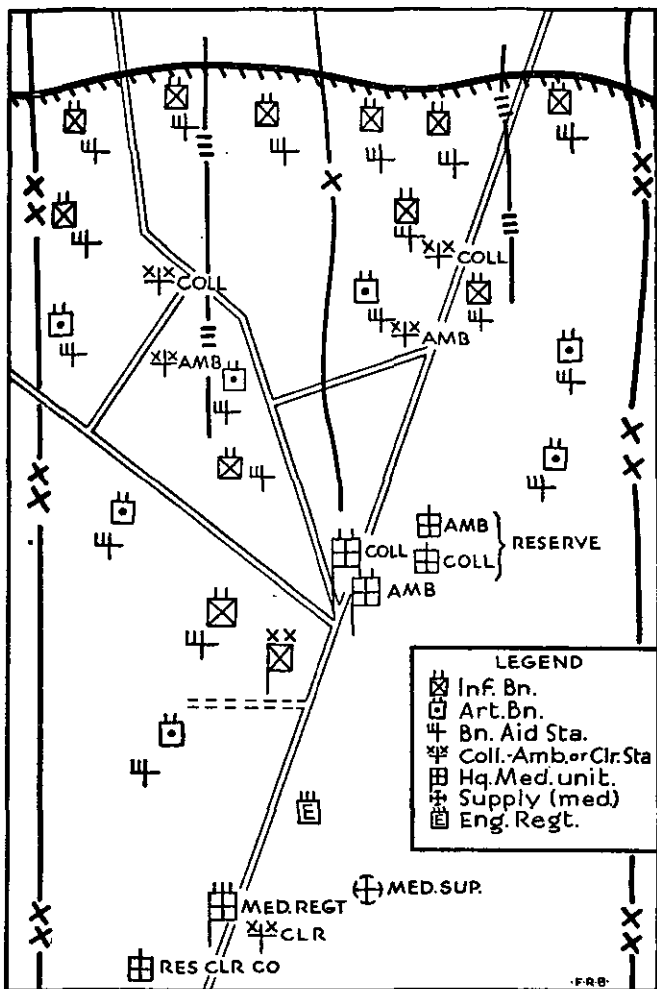 COLL
COLL
AMB
AMB
AMB
COLL
COLL
RESERVE
AMB
LEGEND
Inf. Bn.
Art. Bn.
Bn. Aid Sta.
Coll.-Amb. or Clr. Sta
Hq. Med. unit.
Supply (med)
E Eng. Regt.
E
MED. REGT
MED. SUP.
CLR
RES CLR CO
·F·R·B·